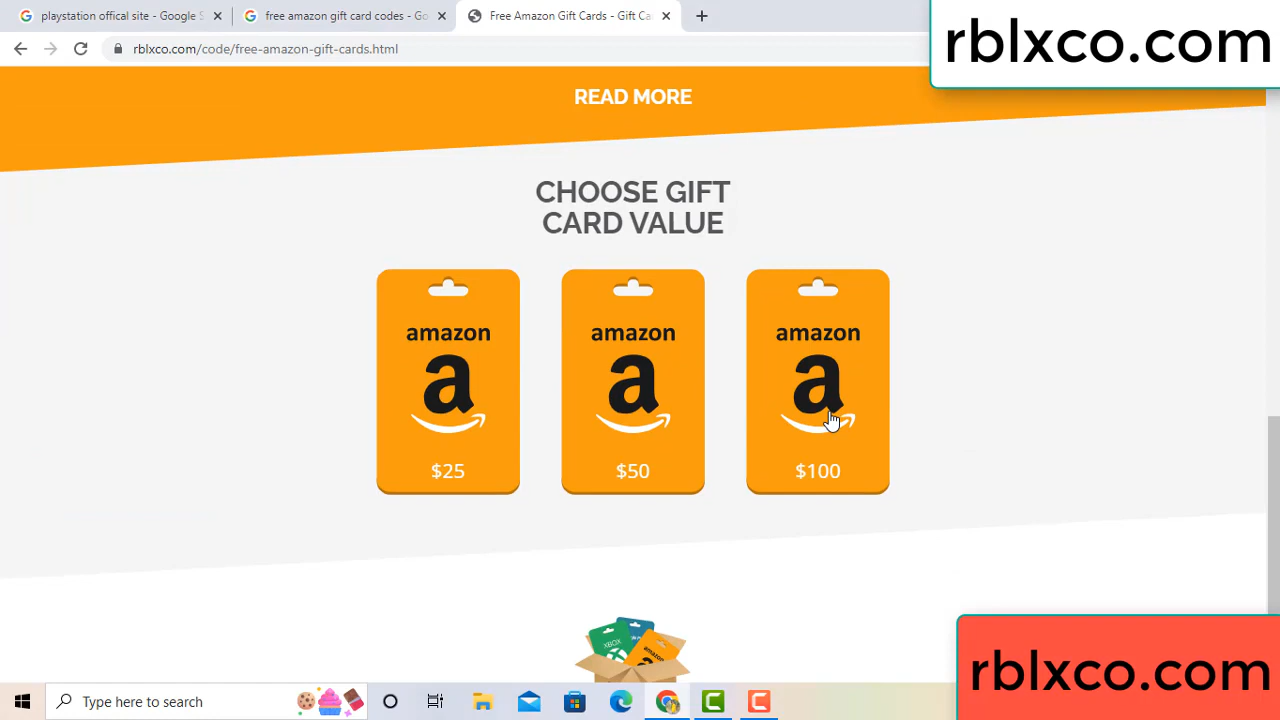 playstation offical site - Google S
free amazon gift card codes - Go
Free Amazon Gift Cards - Gift Ca
rblxco.com/code/free-amazon-gift-cards.html
rblxco.com
READ MORE
CHOOSE GIFT
CARD VALUE
amazon amazon amazon
a a a
$25 $50 $100
XBOX
amazon
rblxco.com
Type here to search